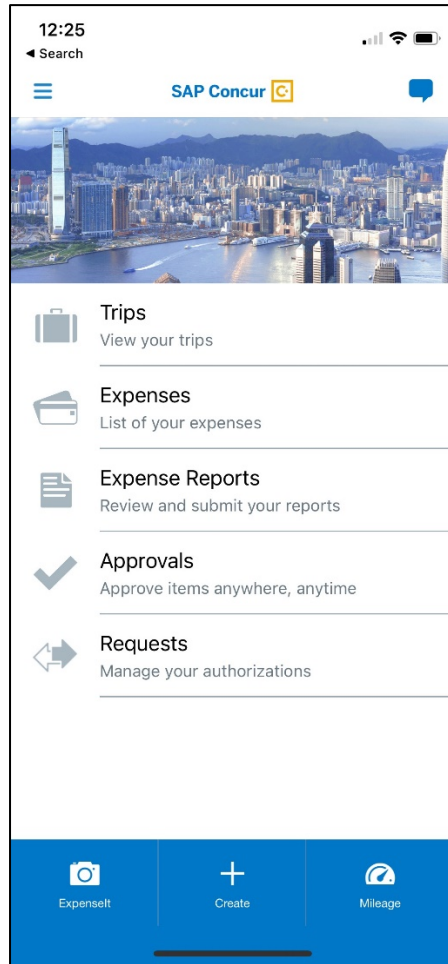 12:25
◀ Search
SAP Concur C
Trips
View your trips
Expenses
List of your expenses
Expense Reports
Review and submit your reports
Approvals
Approve items anywhere, anytime
Requests
Manage your authorizations
ExpenseIt
Create
Mileage